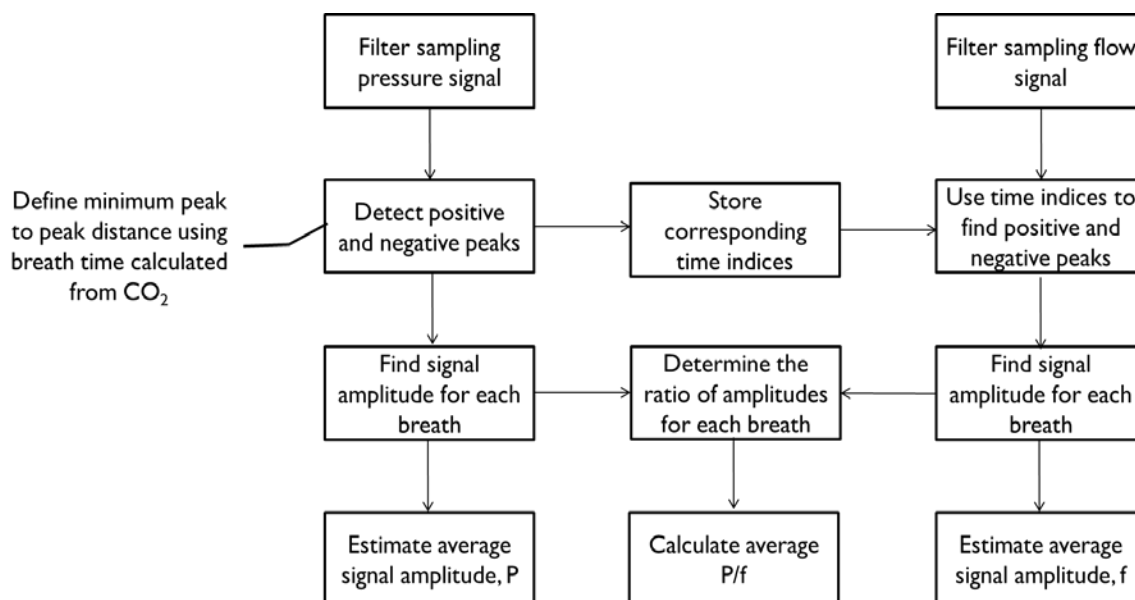 Filter sampling
pressure signal
Filter sampling flow
signal
Define minimum peak
to peak distance using
breath time calculated
from CO₂
Detect positive
and negative peaks
Store
corresponding
time indices
Use time indices to
find positive and
negative peaks
Find signal
amplitude for each
breath
Determine the
ratio of amplitudes
for each breath
Find signal
amplitude for each
breath
Estimate average
signal amplitude, P
Calculate average
P/f
Estimate average
signal amplitude, f